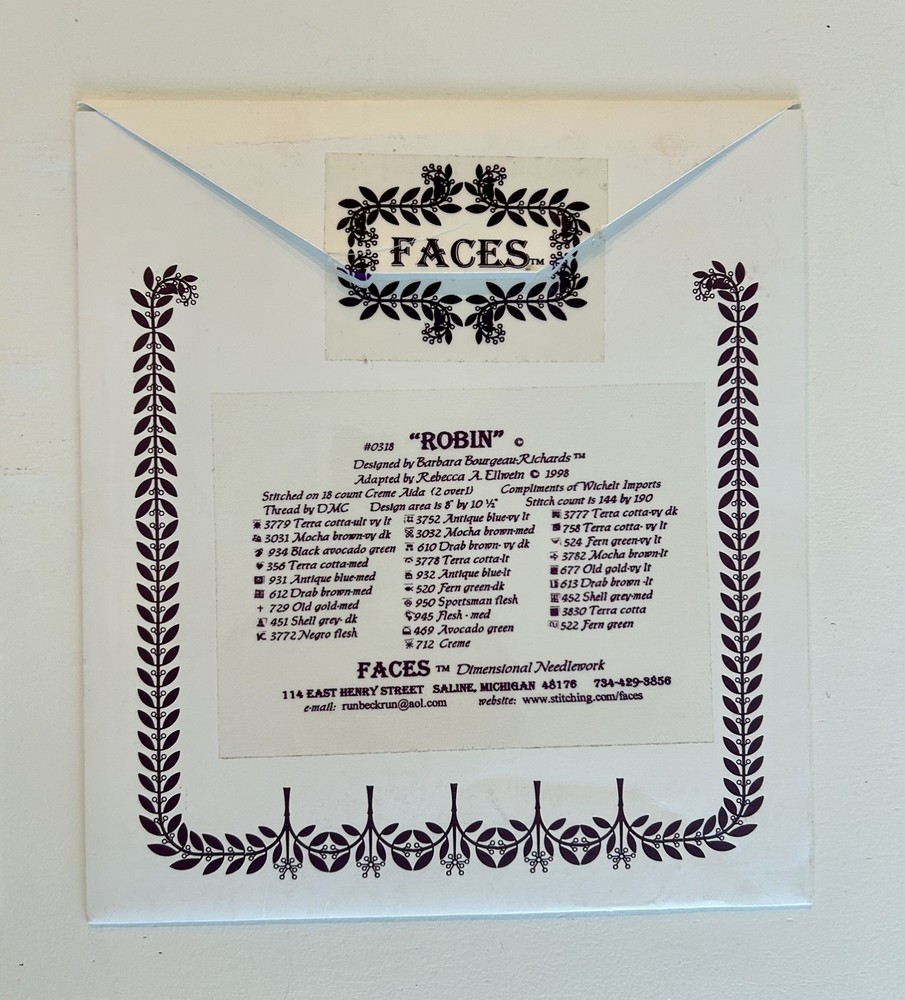 FACES™
#0318 "ROBIN" ©
Designed by Barbara Bourgeau-Richards™
Adapted by Rebecca A. Ellwein © 1998
Stitched on 18 count Creme Aida (2 over1) Compliments of Wichelt Imports
Thread by DMC Design area is 8" by 10 ½" Stitch count is 144 by 190
3779 Terra cotta-ult vy lt
3031 Mocha brown-vy dk
934 Black avocado green
356 Terra cotta-med
931 Antique blue-med
612 Drab brown-med
729 Old gold-med
451 Shell grey- dk
3772 Negro flesh
3752 Antique blue-vy lt
3032 Mocha brown-med
610 Drab brown- vy dk
3778 Terra cotta-lt
932 Antique blue-lt
520 Fern green-dk
950 Sportsman flesh
945 Flesh - med
469 Avocado green
712 Creme
3777 Terra cotta-vy dk
758 Terra cotta- vy lt
524 Fern green-vy lt
3782 Mocha brown-lt
677 Old gold-vy lt
613 Drab brown -lt
452 Shell grey-med
3830 Terra cotta
522 Fern green
FACES™ Dimensional Needlework
114 EAST HENRY STREET SALINE, MICHIGAN 48176 734-429-3856
e-mail: runbeckrun@aol.com website: www.stitching.com/faces